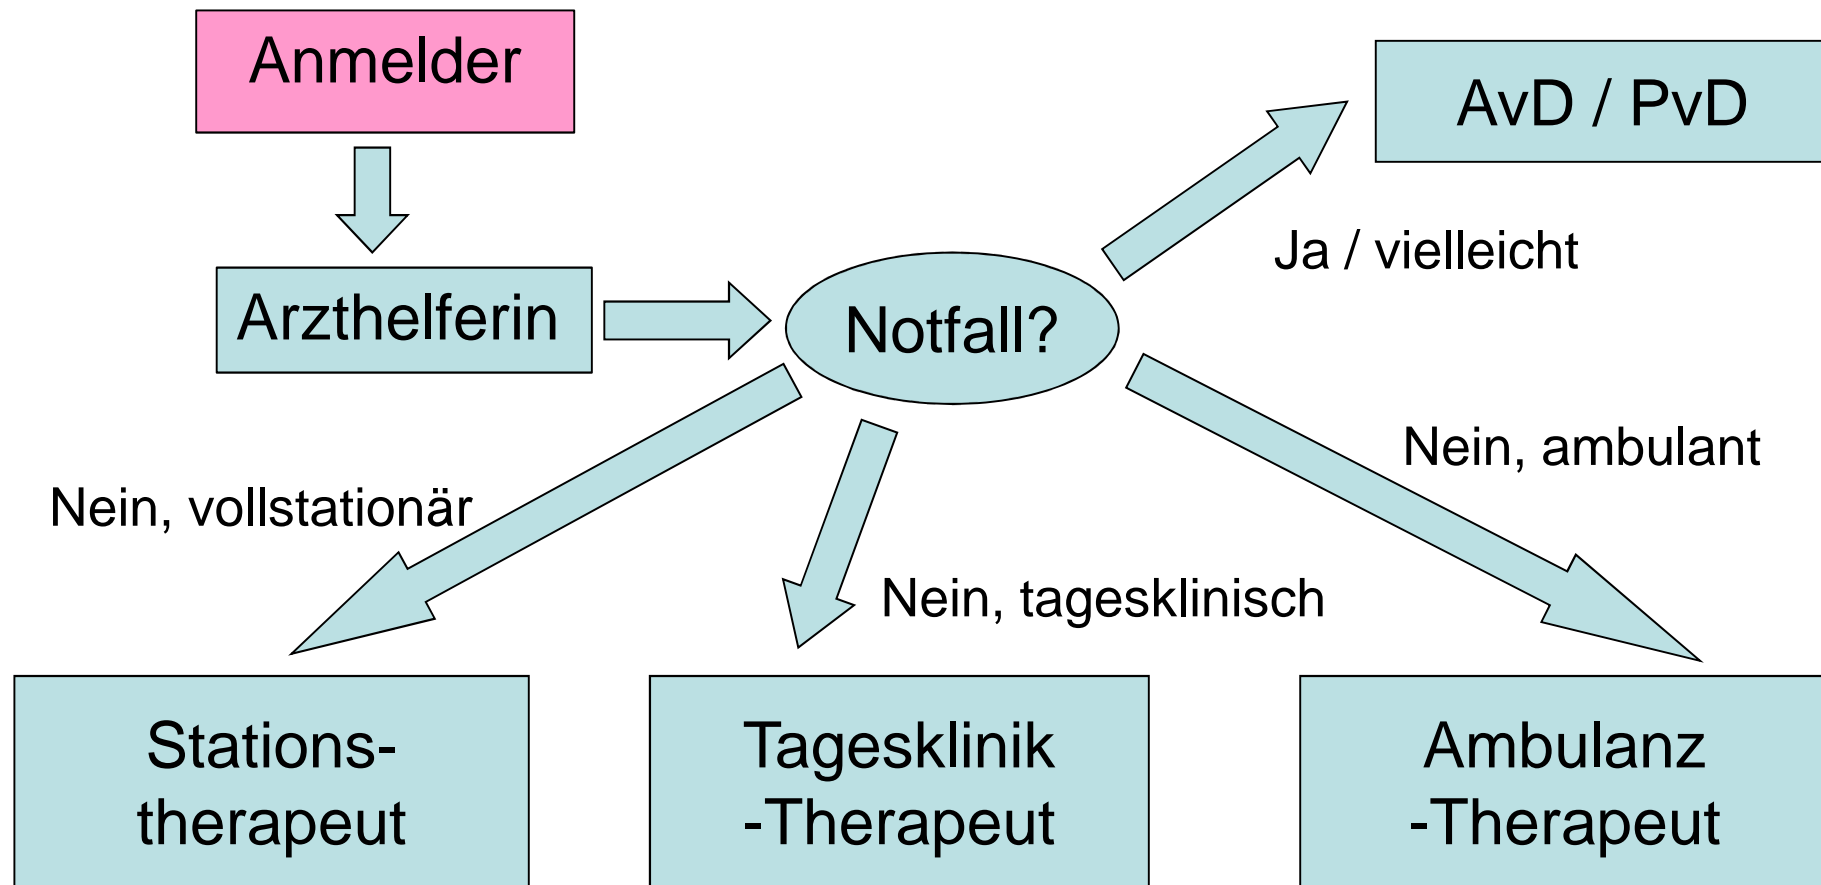 Anmelder
AvD / PvD
Ja / vielleicht
Arzthelferin
Notfall?
Nein, ambulant
Nein, vollstationär
Nein, tagesklinisch
Stations-
therapeut
Tagesklinik
-Therapeut
Ambulanz
-Therapeut